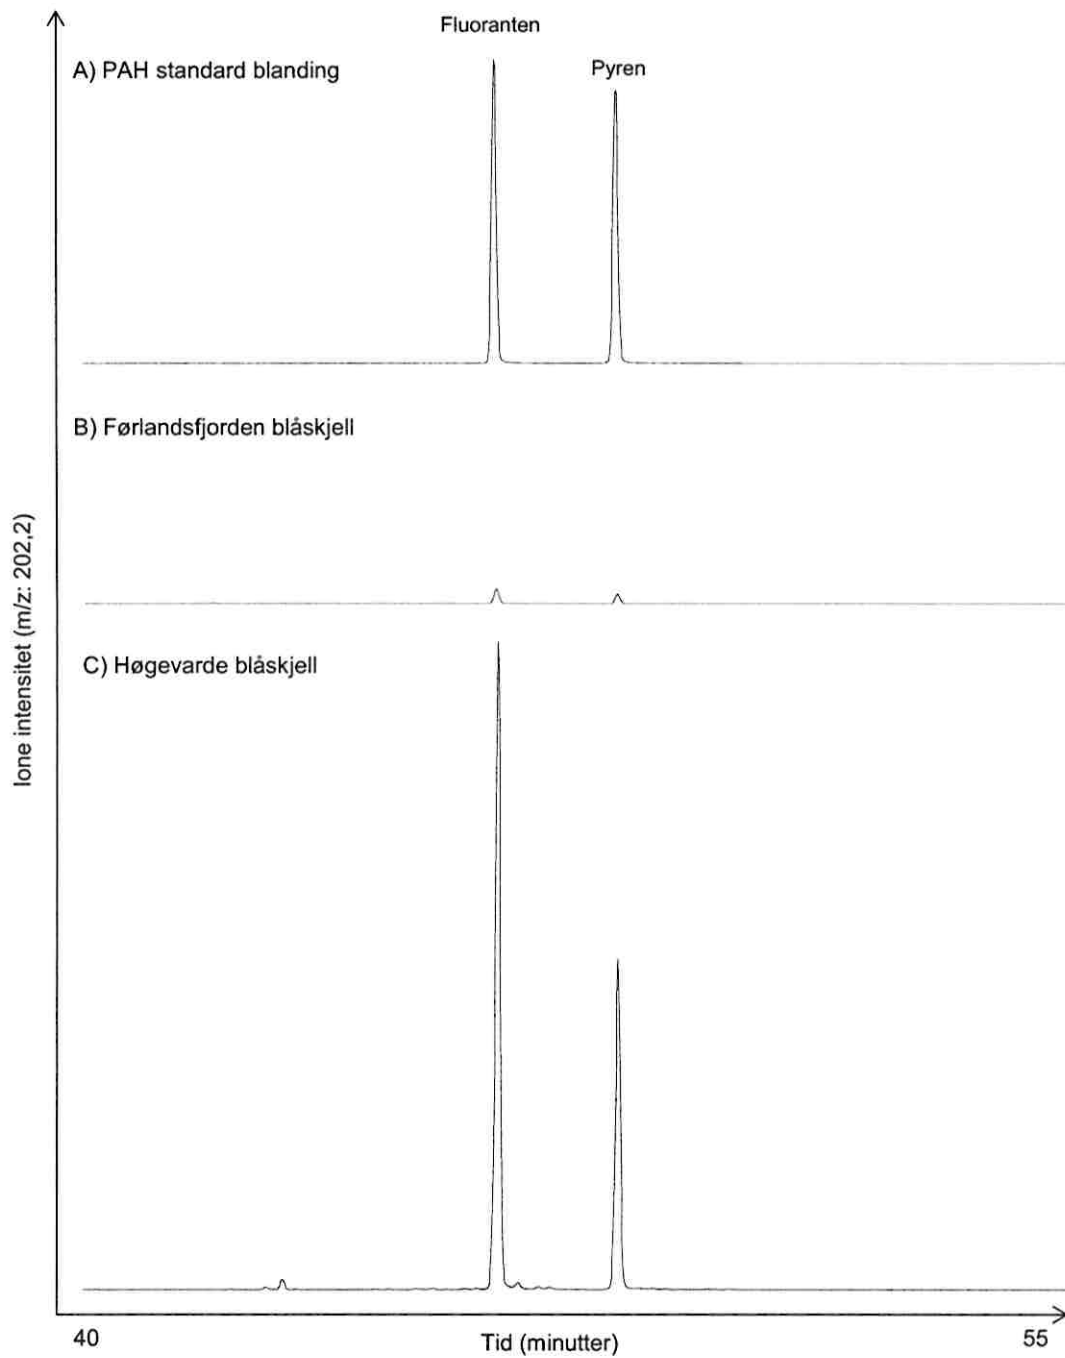 Fluoranten
A) PAH standard blanding
Pyren
B) Førlandsfjorden blåskjell
C) Høgevarde blåskjell
Ione intensitet (m/z: 202,2)
40
Tid (minutter)
55